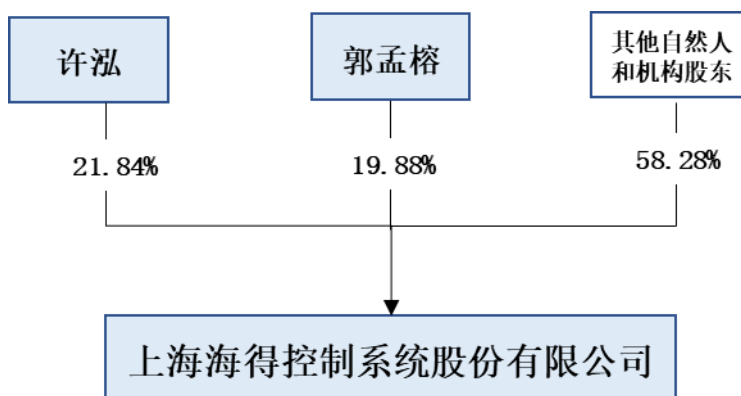 许泓
郭孟榕
其他自然人
和机构股东
21.84%
19.88%
58.28%
上海海得控制系统股份有限公司